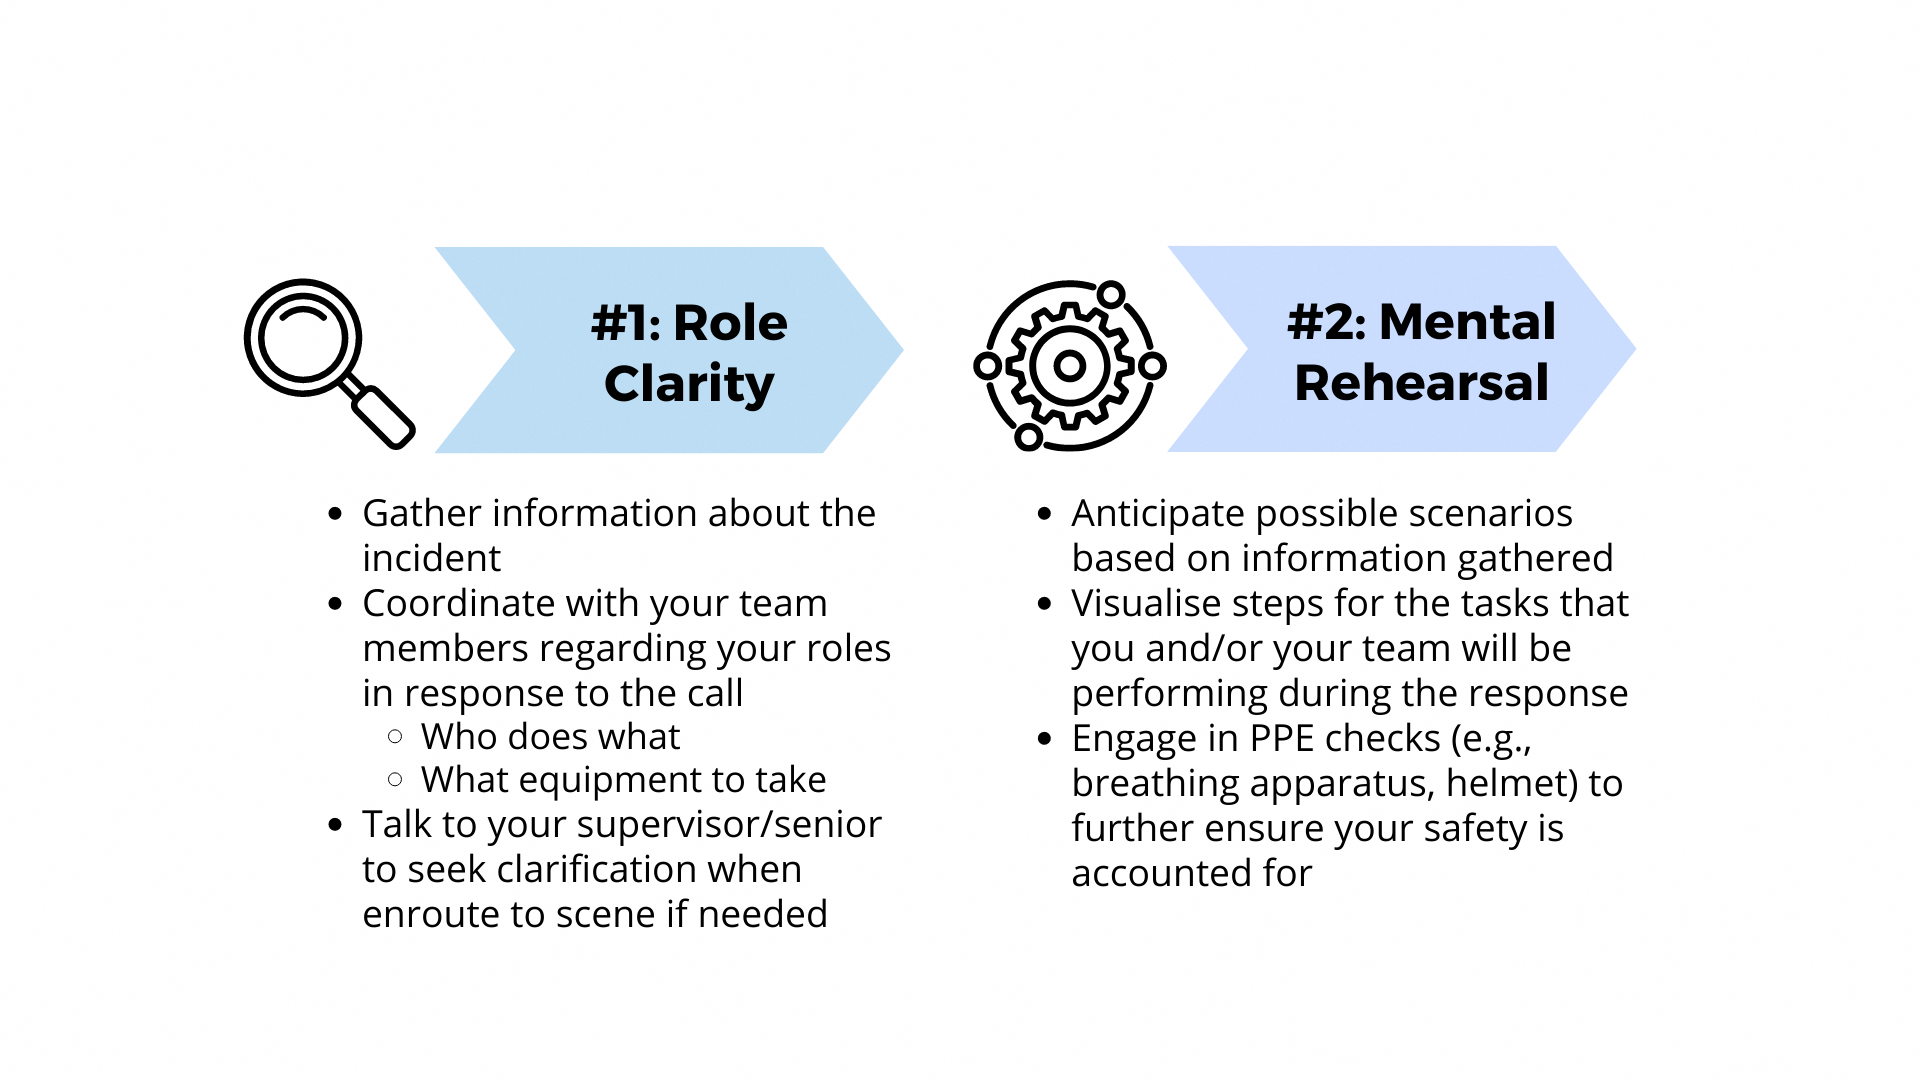 #1: Role
Clarity
• Gather information about the
incident
• Coordinate with your team
members regarding your roles
in response to the call
○ Who does what
○ What equipment to take
• Talk to your supervisor/senior
to seek clarification when
enroute to scene if needed
#2: Mental
Rehearsal
• Anticipate possible scenarios
based on information gathered
• Visualise steps for the tasks that
you and/or your team will be
performing during the response
• Engage in PPE checks (e.g.,
breathing apparatus, helmet) to
further ensure your safety is
accounted for